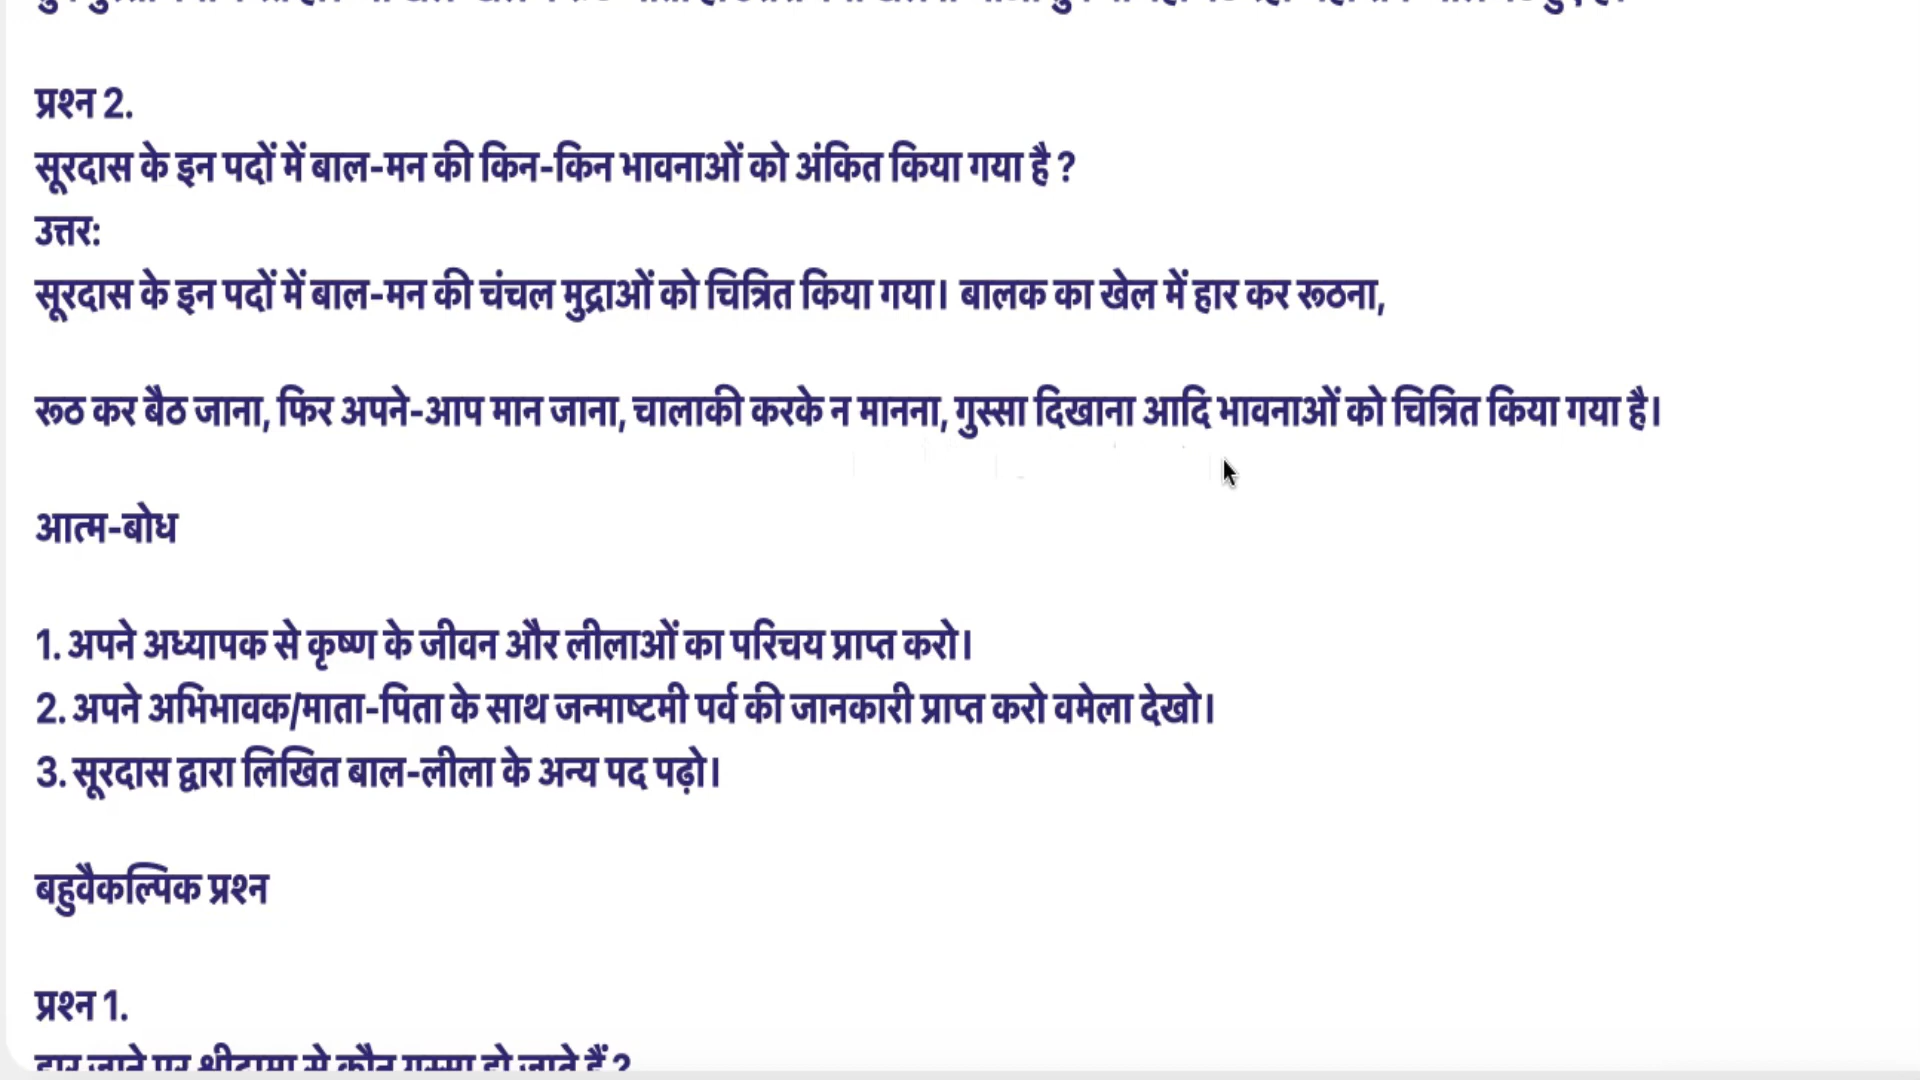 प्रश्न 2.
सूरदास के इन पदों में बाल-मन की किन-किन भावनाओं को अंकित किया गया है ?
उत्तर:
सूरदास के इन पदों में बाल-मन की चंचल मुद्राओं को चित्रित किया गया। बालक का खेल में हार कर रूठना,
रूठ कर बैठ जाना, फिर अपने-आप मान जाना, चालाकी करके न मानना, गुस्सा दिखाना आदि भावनाओं को चित्रित किया गया है।
आत्म-बोध
1. अपने अध्यापक से कृष्ण के जीवन और लीलाओं का परिचय प्राप्त करो।
2. अपने अभिभावक/माता-पिता के साथ जन्माष्टमी पर्व की जानकारी प्राप्त करो वमेला देखो।
3. सूरदास द्वारा लिखित बाल-लीला के अन्य पद पढ़ो।
बहुवैकल्पिक प्रश्न
प्रश्न 1.
हार जाने पर श्रीदामा से कौन गुस्सा हो जाते हैं ?